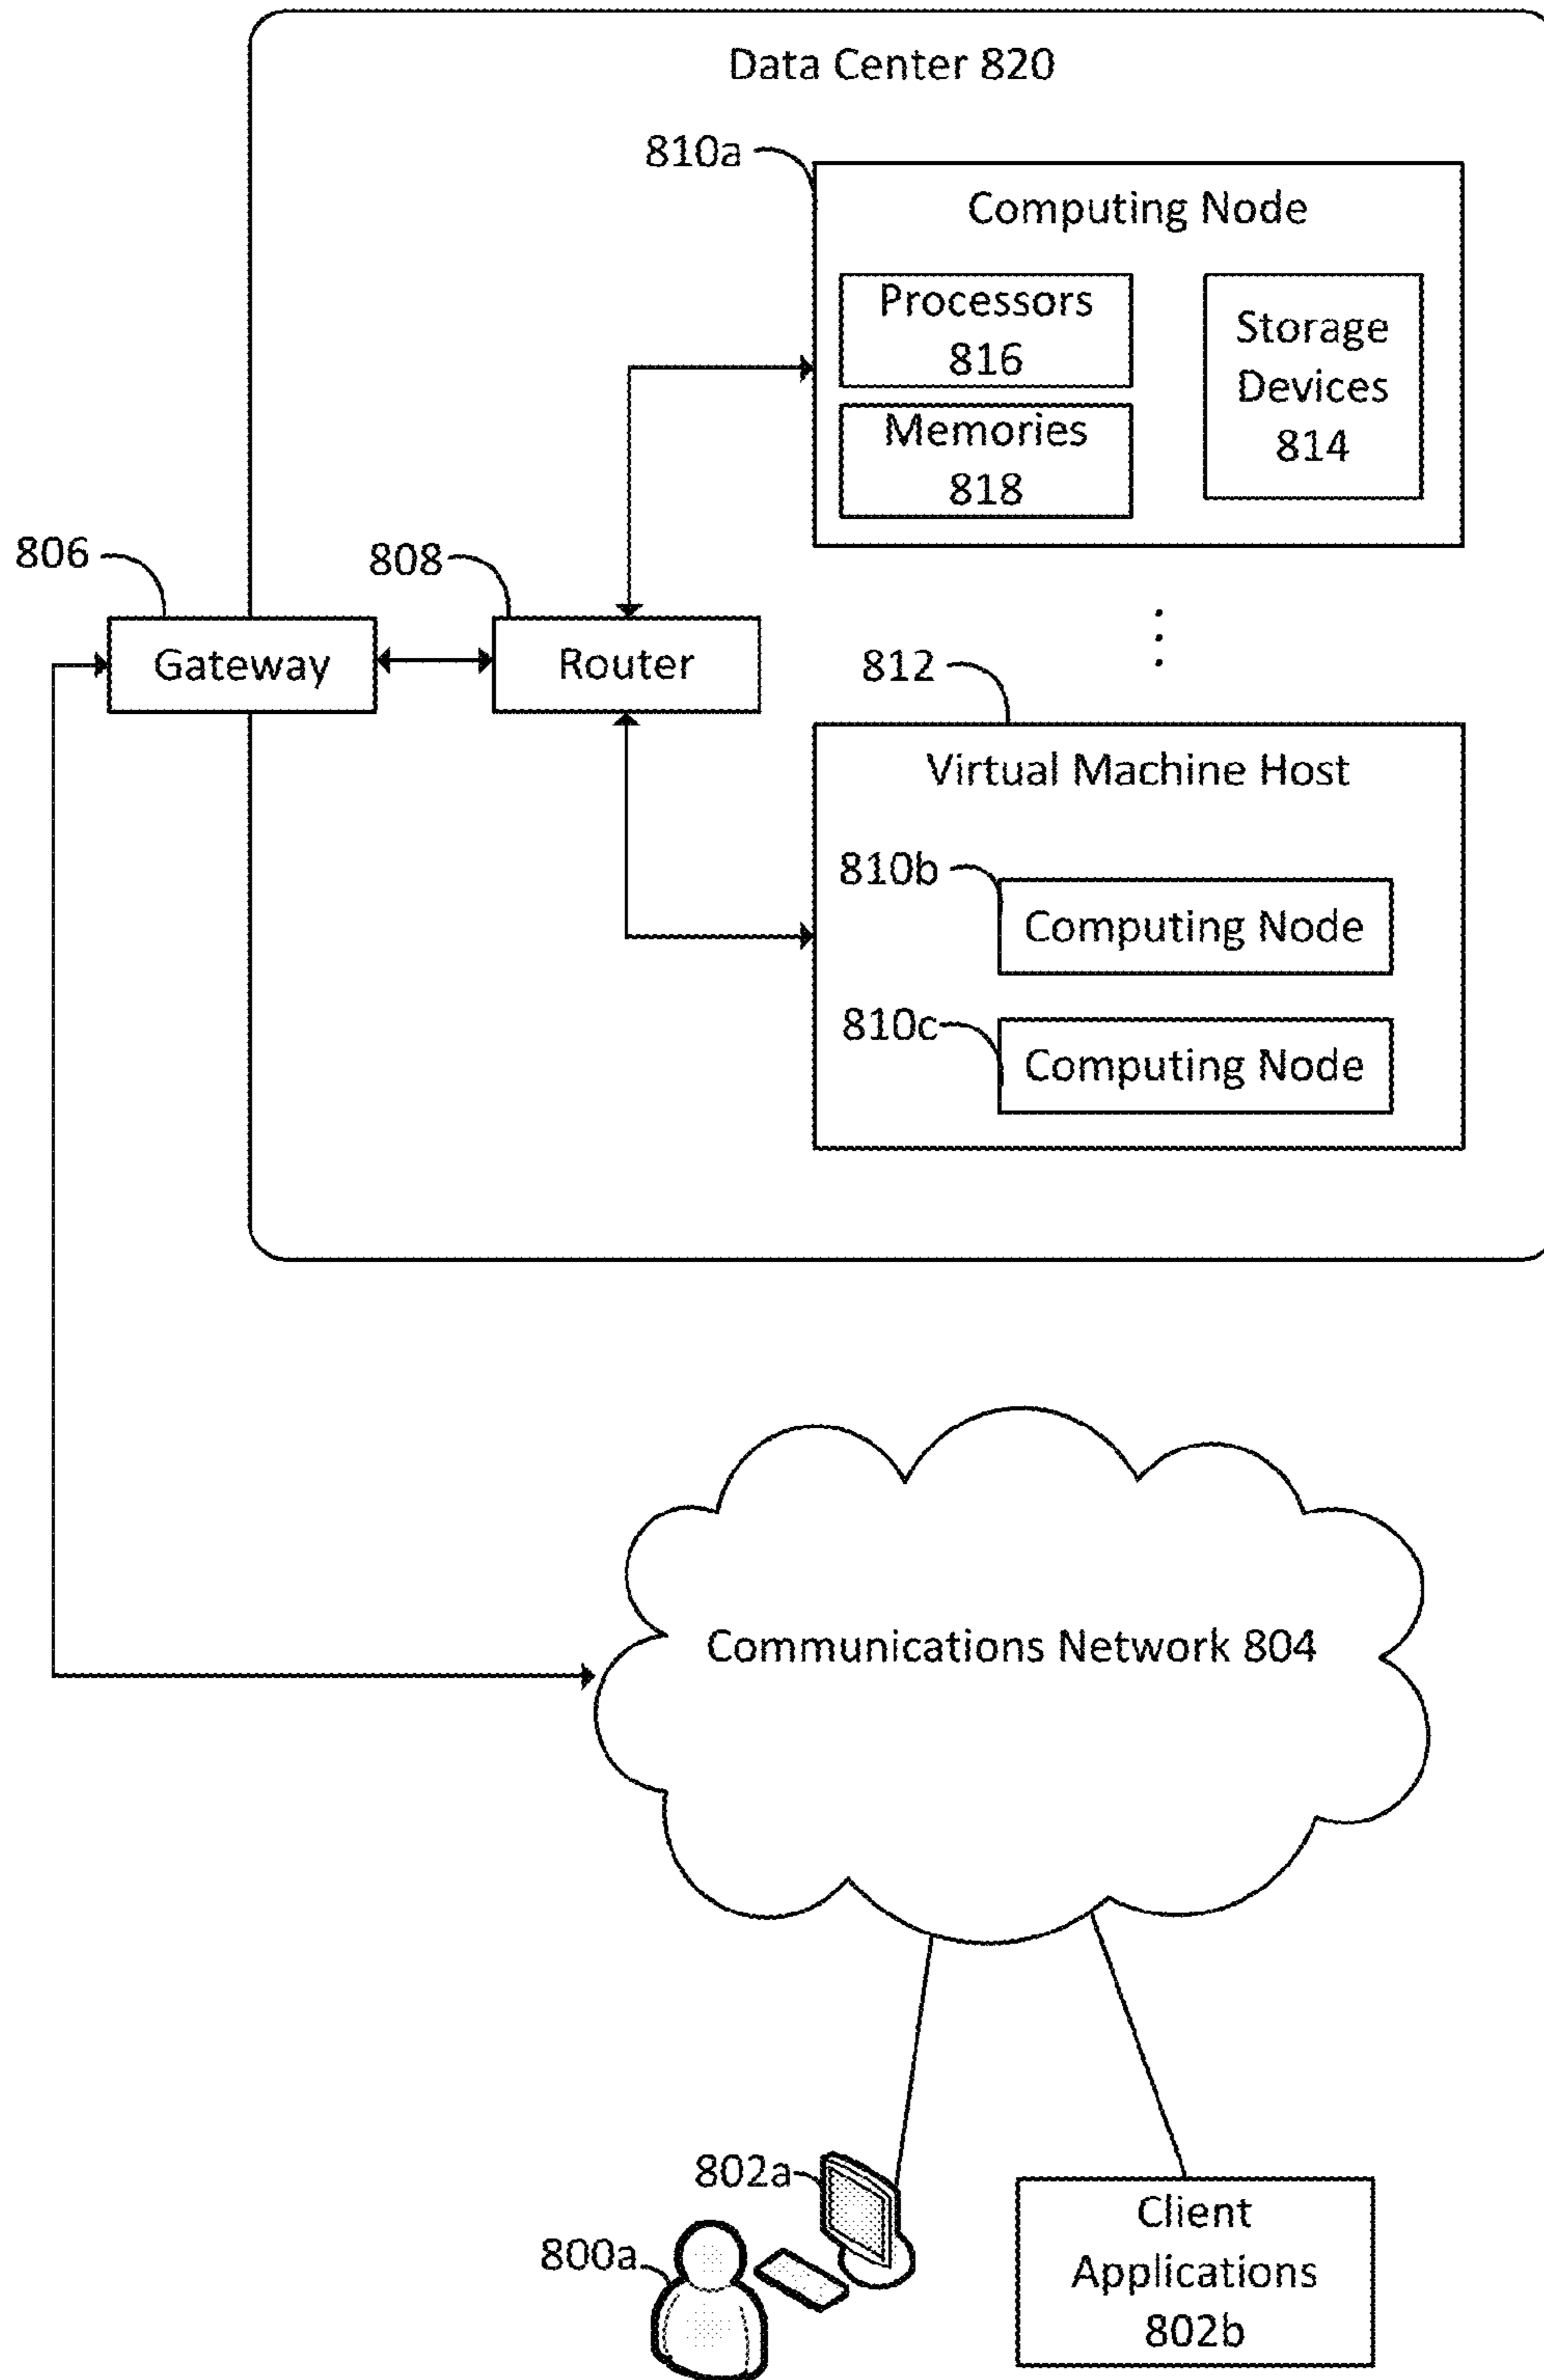 Data Center 820
810a
Computing Node
Processors
816
Memories
818
Storage
Devices
814
806
808
Gateway
Router
812
Virtual Machine Host
810b
Computing Node
810c
Computing Node
Communications Network 804
802a
800a
Client
Applications
802b